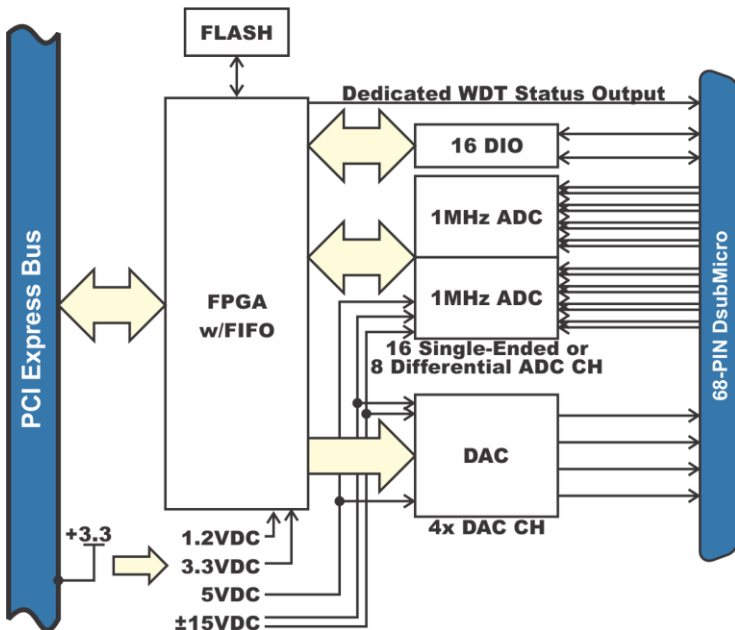 FLASH
Dedicated WDT Status Output
16 DIO
1MHz ADC
1MHz ADC
16 Single-Ended or
8 Differential ADC CH
FPGA
w/FIFO
DAC
4x DAC CH
PCI Express Bus
68-PIN DsubMicro
+3.3
1.2VDC
3.3VDC
5VDC
±15VDC